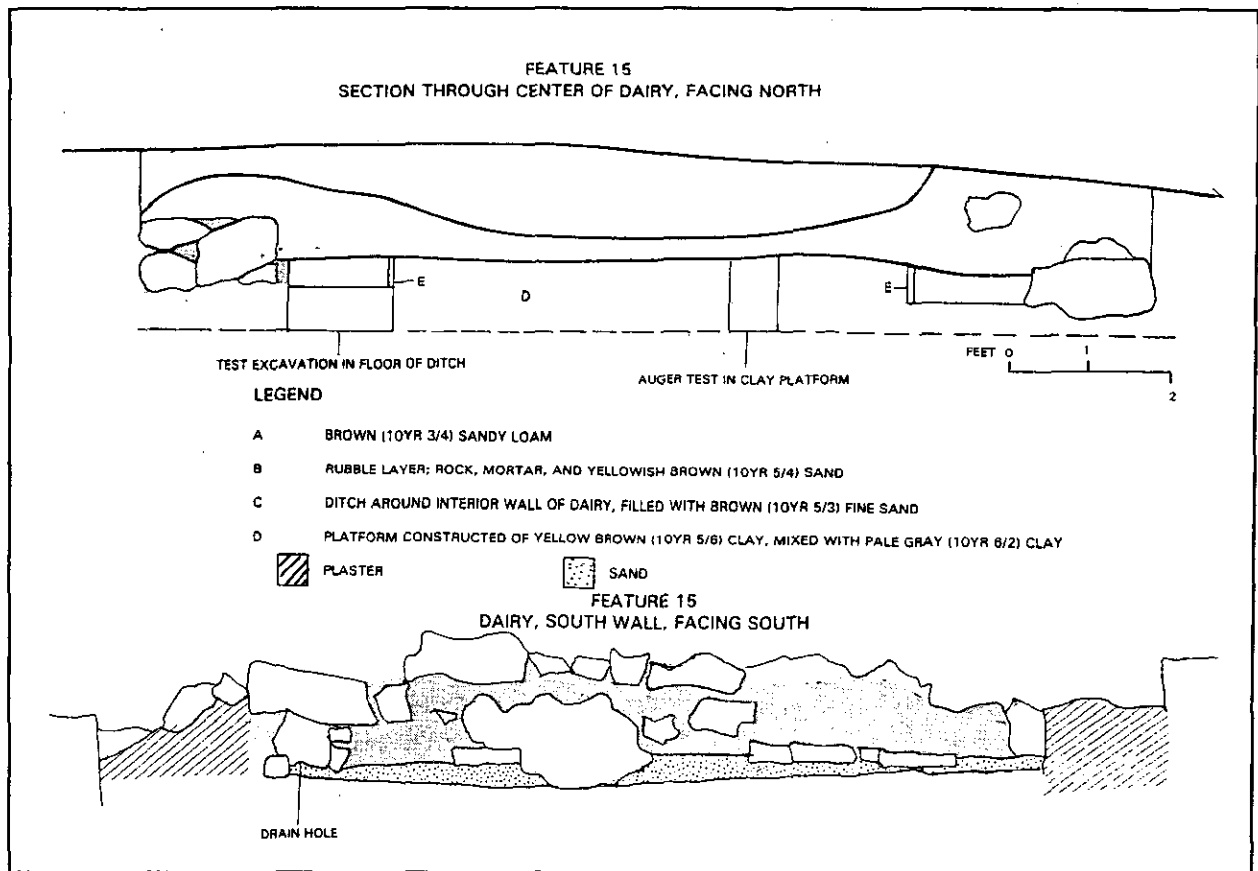 FEATURE 15
SECTION THROUGH CENTER OF DAIRY, FACING NORTH
E
D
E
TEST EXCAVATION IN FLOOR OF DITCH
AUGER TEST IN CLAY PLATFORM
FEET 0 1 2
LEGEND
A BROWN (10YR 3/4) SANDY LOAM
B RUBBLE LAYER; ROCK, MORTAR, AND YELLOWISH BROWN (10YR 5/4) SAND
C DITCH AROUND INTERIOR WALL OF DAIRY, FILLED WITH BROWN (10YR 5/3) FINE SAND
D PLATFORM CONSTRUCTED OF YELLOW BROWN (10YR 5/6) CLAY, MIXED WITH PALE GRAY (10YR 6/2) CLAY
PLASTER SAND
FEATURE 15
DAIRY, SOUTH WALL, FACING SOUTH
DRAIN HOLE